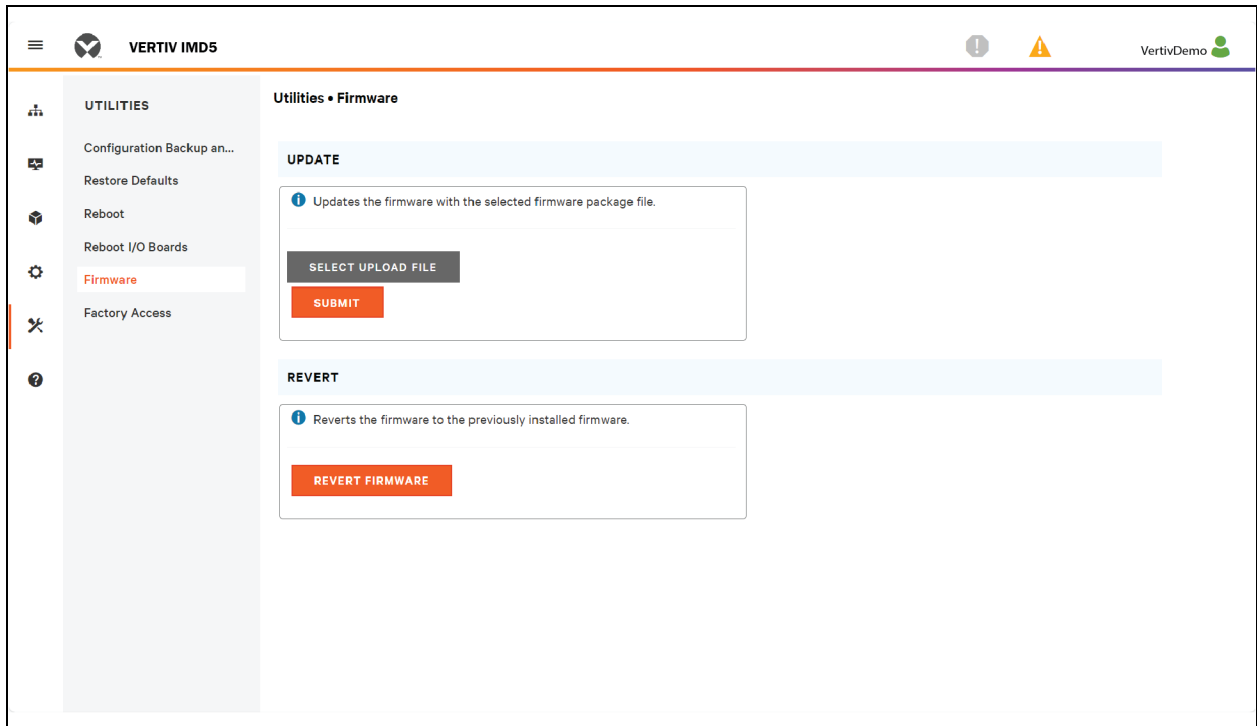 VERTIV IMD5
VertivDemo
UTILITIES
Configuration Backup an...
Restore Defaults
Reboot
Reboot I/O Boards
Firmware
Factory Access
Utilities • Firmware
UPDATE
Updates the firmware with the selected firmware package file.
SELECT UPLOAD FILE
SUBMIT
REVERT
Reverts the firmware to the previously installed firmware.
REVERT FIRMWARE